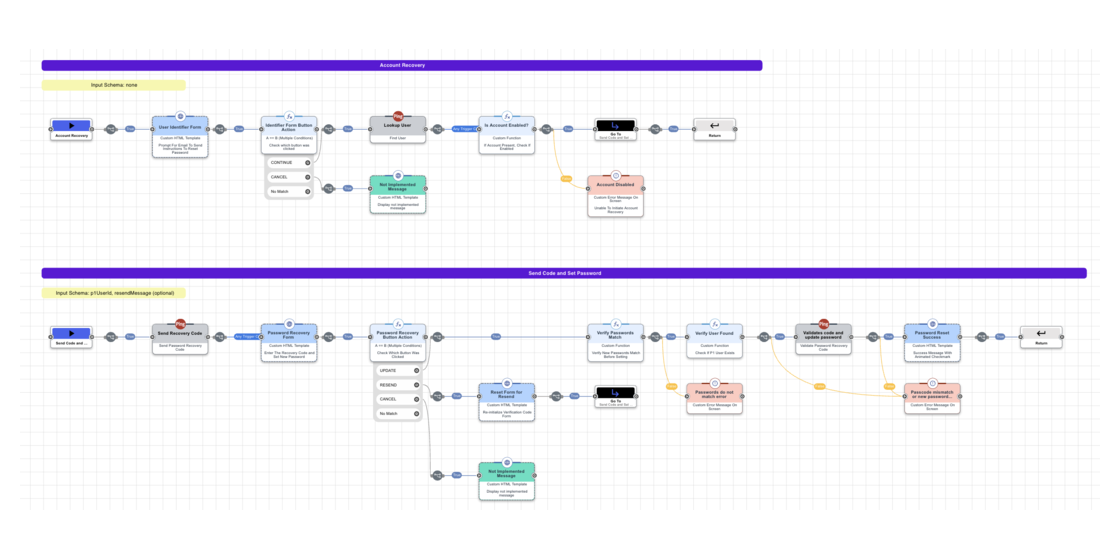 Account Recovery
Input Schema: none
Account Recovery
True
User Identifier Form
Custom HTML Template
Prompt For Email To Send
Instructions To Reset
Password
True
Identifier Form Button
Action
A == B (Multiple Conditions)
Check which button was
clicked
CONTINUE
CANCEL
No Match
True
Ping
Lookup User
Find User
Any Trigger C
Is Account Enabled?
Custom Function
If Account Present, Check If
Enabled
True
Go To
Send Code and Set
True
Return
True
Not Implemented
Message
Custom HTML Template
Display not implemented
message
False
Account Disabled
Custom Error Message On
Screen
Unable To Initiate Account
Recovery
Send Code and Set Password
Input Schema: p1UserId, resendMessage (optional)
Send Code and ...
True
Ping
Send Recovery Code
Send Password Recovery
Code
Any Trigger C
Password Recovery
Form
Custom HTML Template
Enter The Recovery Code and
Set New Password
True
Password Recovery
Button Action
A == B (Multiple Conditions)
Check Which Button Was
Clicked
UPDATE
RESEND
CANCEL
No Match
True
Verify Passwords
Match
Custom Function
Verify New Passwords Match
Before Setting
True
Verify User Found
Custom Function
Check If P1 User Exists
True
Ping
Validates code and
update password
Validate Password Recovery
Code
True
Password Reset
Success
Custom HTML Template
Success Message With
Animated Checkmark
True
Return
True
Reset Form for
Resend
Custom HTML Template
Re-initialize Verification Code
Form
True
Go To
Send Code and Set
False
Passwords do not
match error
Custom Error Message On
Screen
False
False
Passcode mismatch
or new password...
Custom Error Message On
Screen
True
Not Implemented
Message
Custom HTML Template
Display not implemented
message